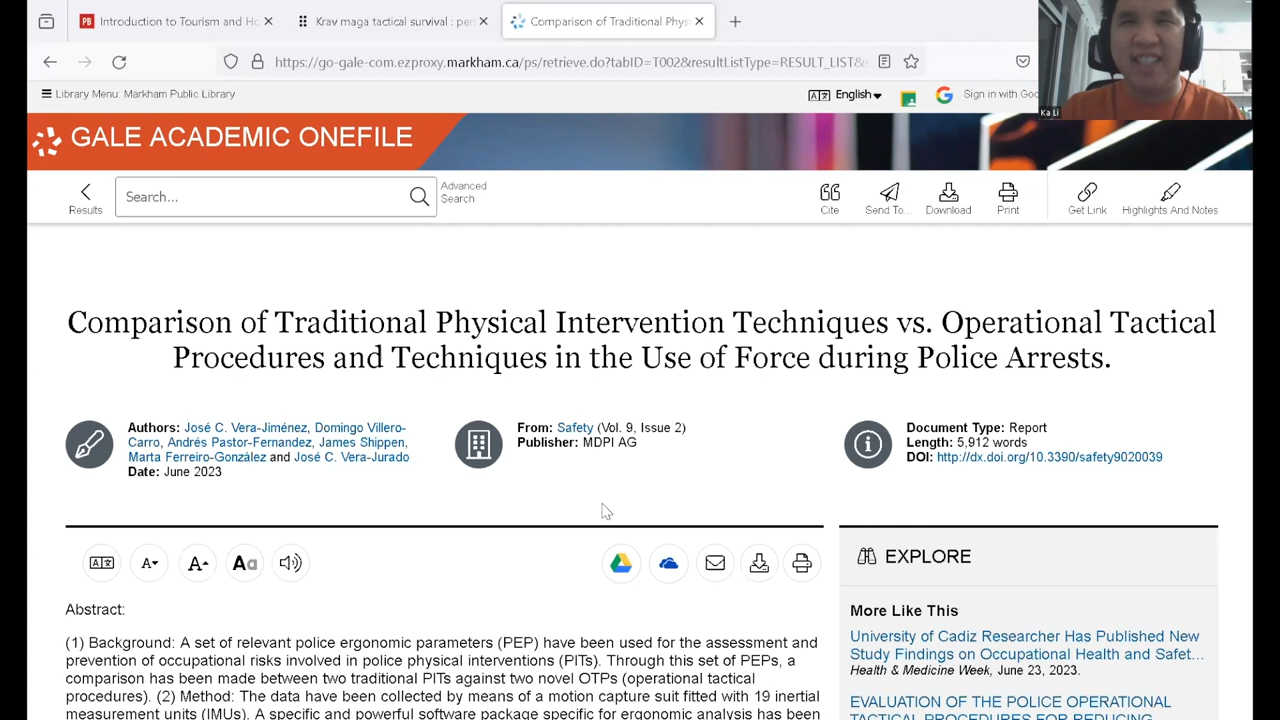 Introduction to Tourism and Ho
Krav maga tactical survival : per
Comparison of Traditional Phys
https://go-gale-com.ezproxy.markham.ca/ps/retrieve.do?tabID=T002&resultListType=RESULT_LIST&s
Library Menu: Markham Public Library
English
Sign in with Goo
Ka Li
GALE ACADEMIC ONEFILE
Results
Search...
Advanced
Search
Cite
Send To...
Download
Print
Get Link
Highlights And Notes
Comparison of Traditional Physical Intervention Techniques vs. Operational Tactical
Procedures and Techniques in the Use of Force during Police Arrests.
Authors: José C. Vera-Jiménez, Domingo Villero-
Carro, Andrés Pastor-Fernandez, James Shippen,
Marta Ferreiro-González and José C. Vera-Jurado
Date: June 2023
From: Safety (Vol. 9, Issue 2)
Publisher: MDPI AG
Document Type: Report
Length: 5,912 words
DOI: http://dx.doi.org/10.3390/safety9020039
A
A
Aa
Abstract:
(1) Background: A set of relevant police ergonomic parameters (PEP) have been used for the assessment and
prevention of occupational risks involved in police physical interventions (PITs). Through this set of PEPs, a
comparison has been made between two traditional PITs against two novel OTPs (operational tactical
procedures). (2) Method: The data have been collected by means of a motion capture suit fitted with 19 inertial
measurement units (IMUs). A specific and powerful software package specific for ergonomic analysis has been
EXPLORE
More Like This
University of Cadiz Researcher Has Published New
Study Findings on Occupational Health and Safet...
Health & Medicine Week, June 23, 2023.
EVALUATION OF THE POLICE OPERATIONAL
TACTICAL PROCEDURES FOR REDUCING